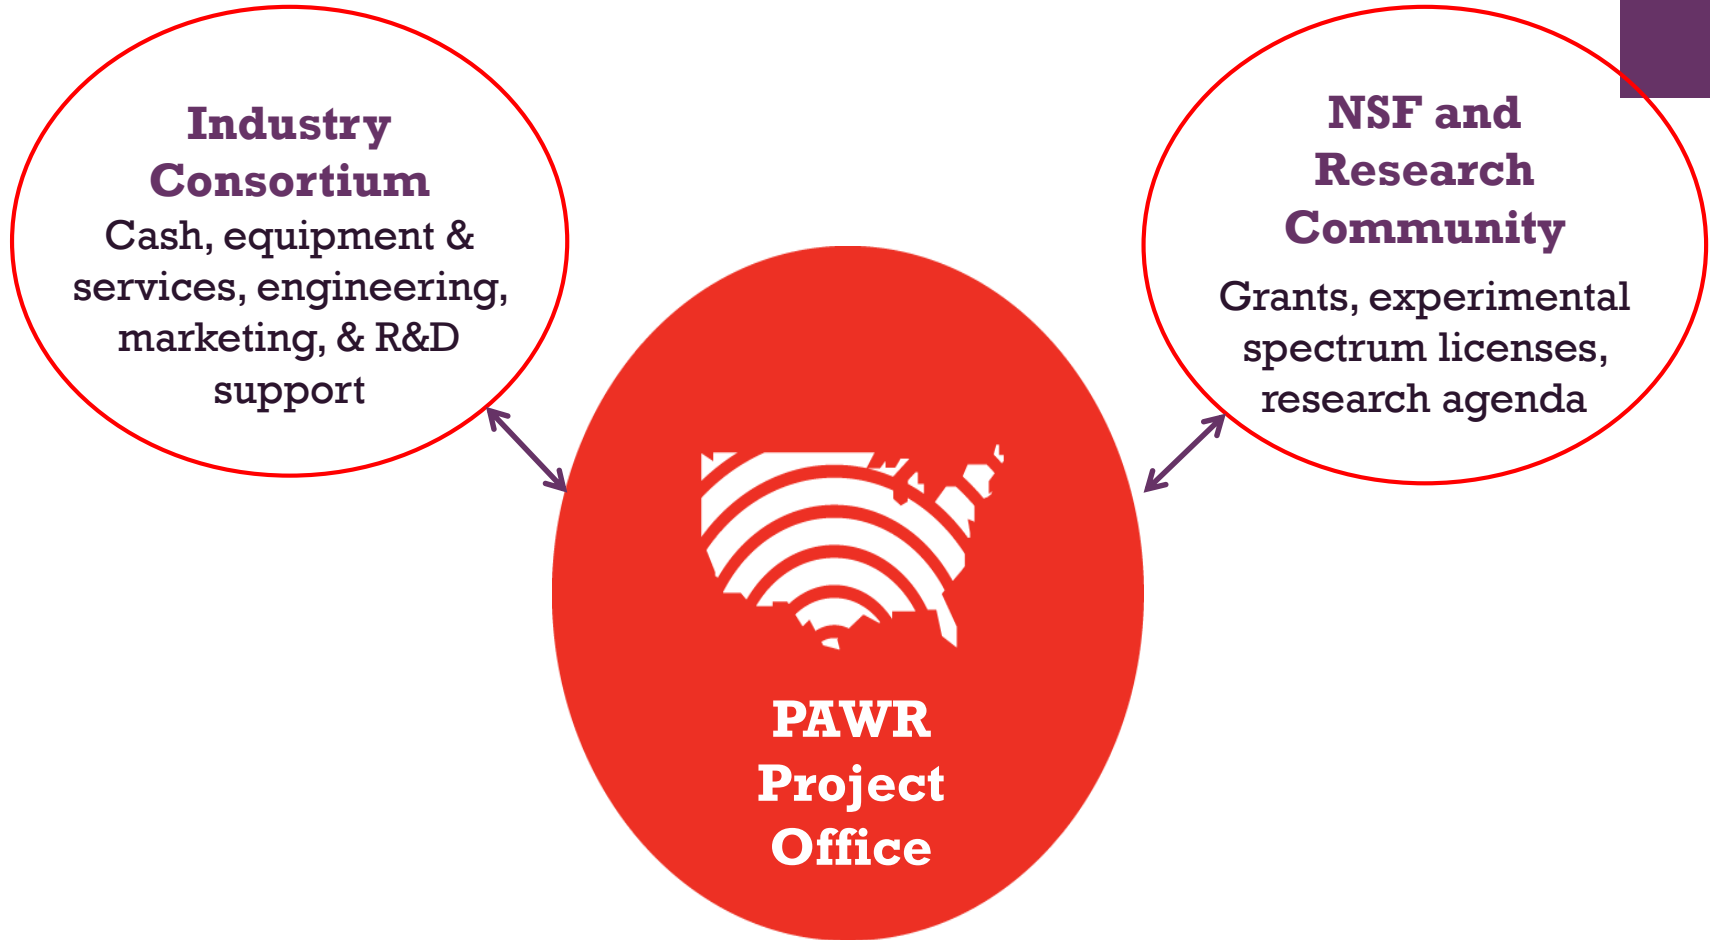 Industry
Consortium
Cash, equipment &
services, engineering,
marketing, & R&D
support
NSF and
Research
Community
Grants, experimental
spectrum licenses,
research agenda
PAWR
Project
Office